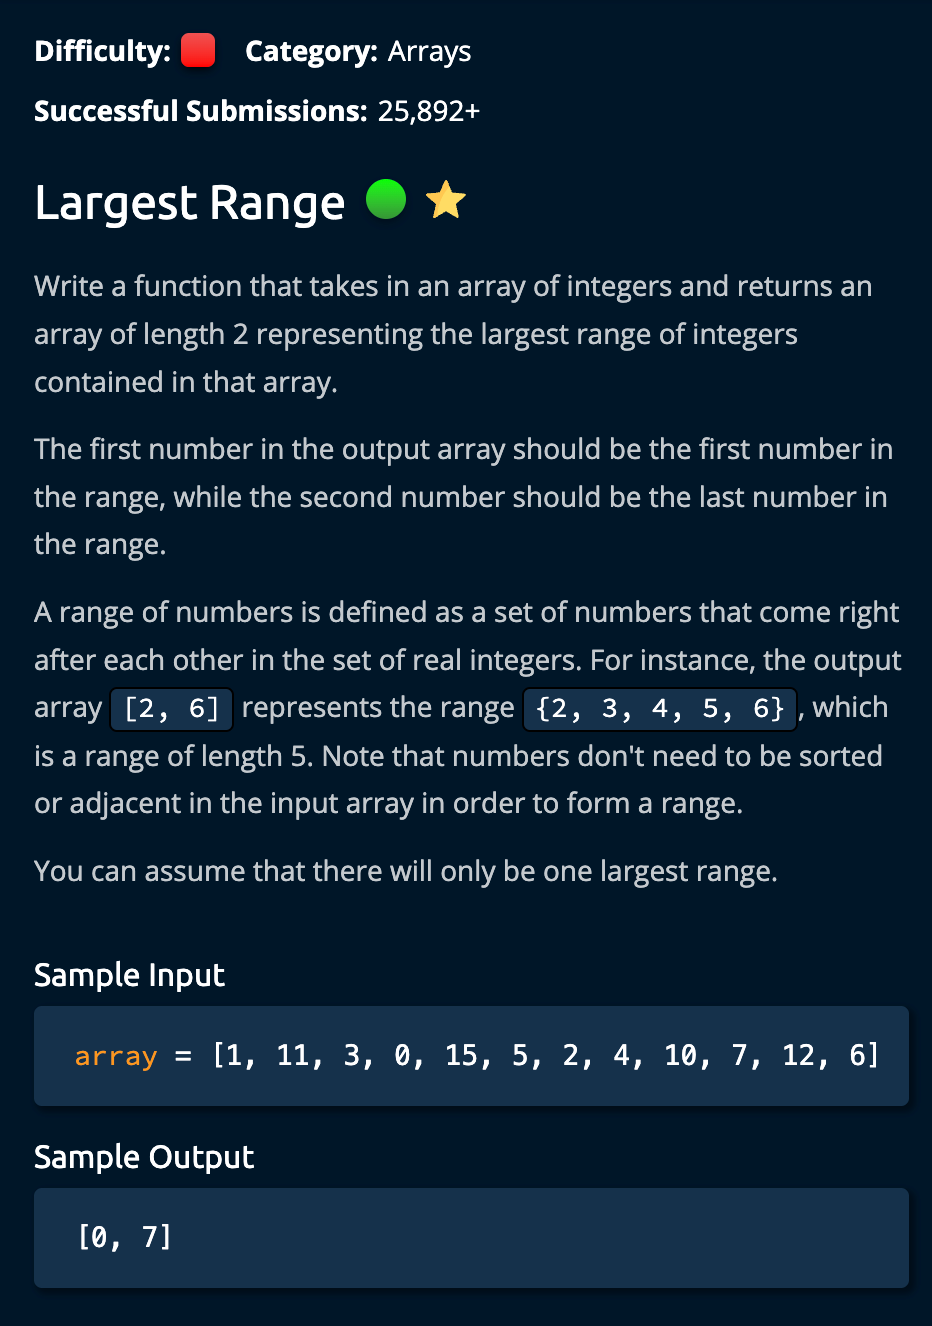 Difficulty: Category: Arrays
Successful Submissions: 25,892+
Largest Range
Write a function that takes in an array of integers and returns an
array of length 2 representing the largest range of integers
contained in that array.
The first number in the output array should be the first number in
the range, while the second number should be the last number in
the range.
A range of numbers is defined as a set of numbers that come right
after each other in the set of real integers. For instance, the output
array [2, 6] represents the range {2, 3, 4, 5, 6}, which
is a range of length 5. Note that numbers don't need to be sorted
or adjacent in the input array in order to form a range.
You can assume that there will only be one largest range.
Sample Input
array = [1, 11, 3, 0, 15, 5, 2, 4, 10, 7, 12, 6]
Sample Output
[0, 7]